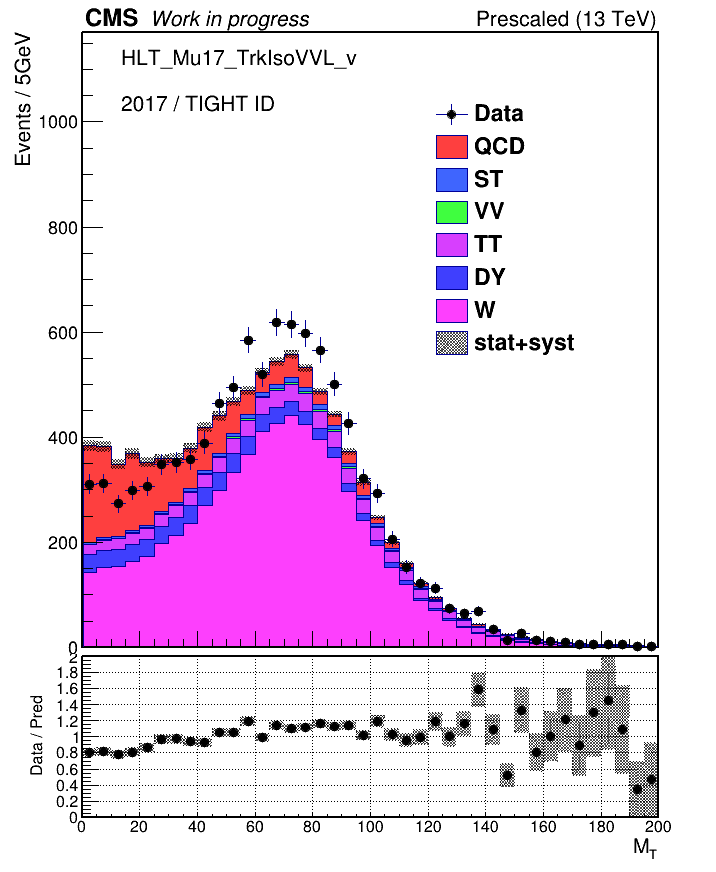 CMS Work in progress Prescaled (13 TeV)
Events / 5GeV
HLT_Mu17_TrkIsoVVL_v
2017 / TIGHT ID
1000
800
600
400
200
0
Data
QCD
ST
VV
TT
DY
W
stat+syst
Data / Pred
2
1.8
1.6
1.4
1.2
1
0.8
0.6
0.4
0.2
0
0 20 40 60 80 100 120 140 160 180 200
M_T